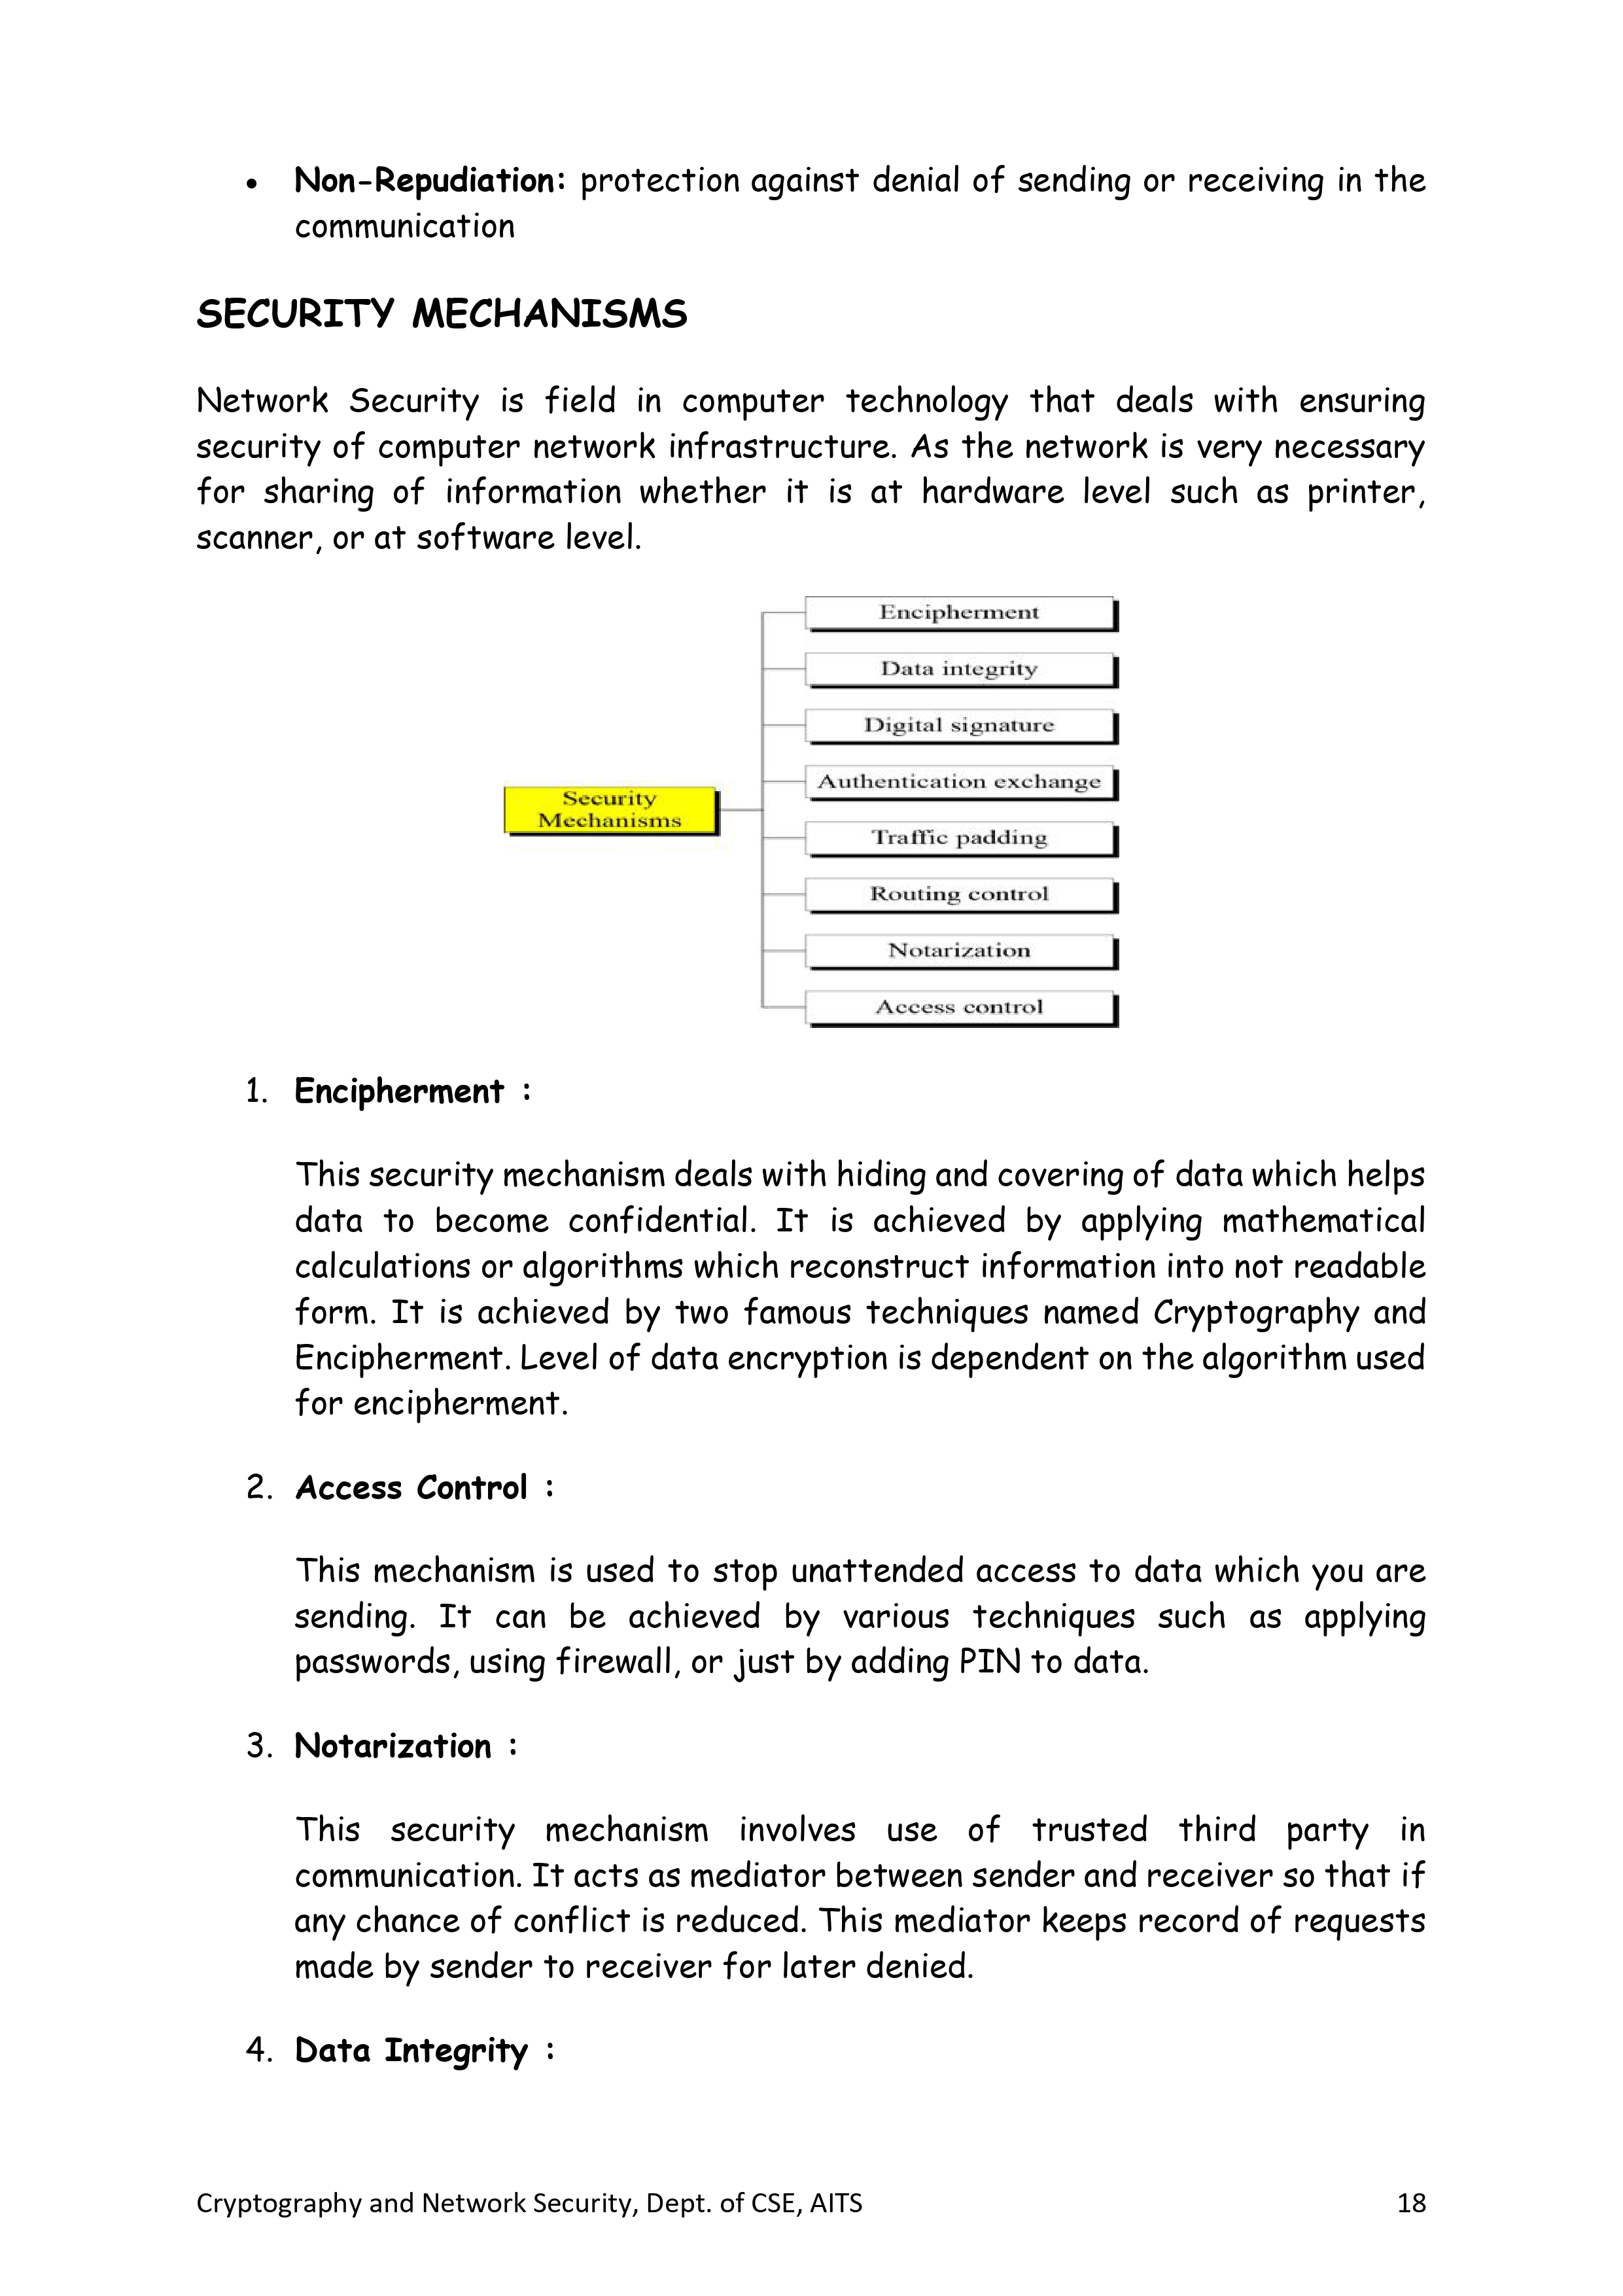 • Non-Repudiation: protection against denial of sending or receiving in the
communication
SECURITY MECHANISMS
Network Security is field in computer technology that deals with ensuring
security of computer network infrastructure. As the network is very necessary
for sharing of information whether it is at hardware level such as printer,
scanner, or at software level.
Encipherment
Data integrity
Digital signature
Authentication exchange
Security
Mechanisms
Traffic padding
Routing control
Notarization
Access control
1. Encipherment :
This security mechanism deals with hiding and covering of data which helps
data to become confidential. It is achieved by applying mathematical
calculations or algorithms which reconstruct information into not readable
form. It is achieved by two famous techniques named Cryptography and
Encipherment. Level of data encryption is dependent on the algorithm used
for encipherment.
2. Access Control :
This mechanism is used to stop unattended access to data which you are
sending. It can be achieved by various techniques such as applying
passwords, using firewall, or just by adding PIN to data.
3. Notarization :
This security mechanism involves use of trusted third party in
communication. It acts as mediator between sender and receiver so that if
any chance of conflict is reduced. This mediator keeps record of requests
made by sender to receiver for later denied.
4. Data Integrity :
Cryptography and Network Security, Dept. of CSE, AITS 18